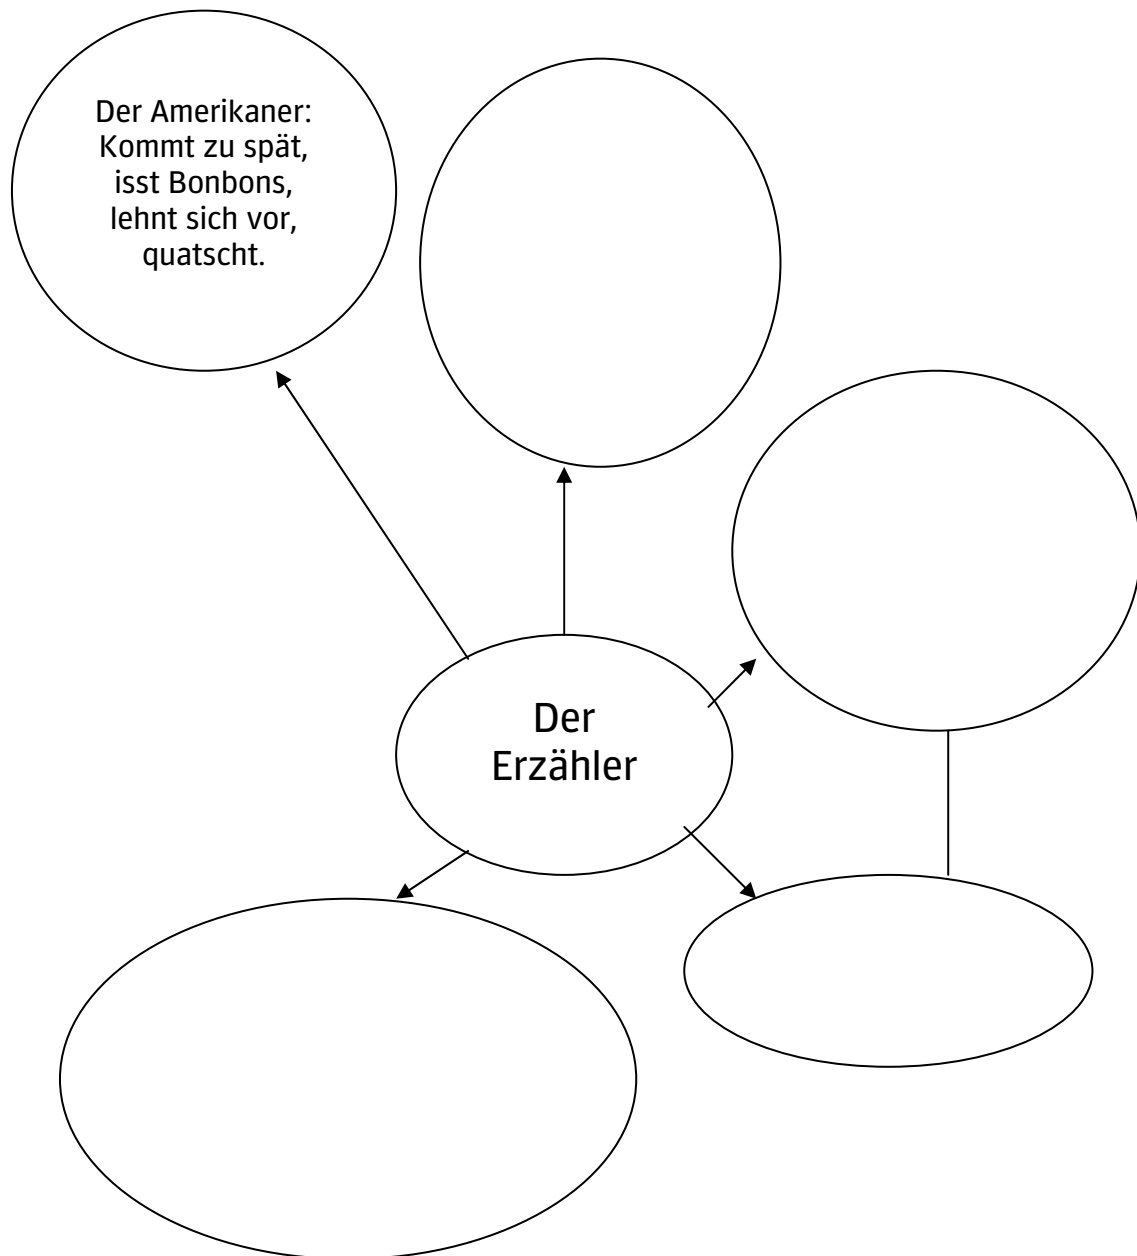 Der Amerikaner:
Kommt zu spät,
isst Bonbons,
lehnt sich vor,
quatscht.
Der
Erzähler